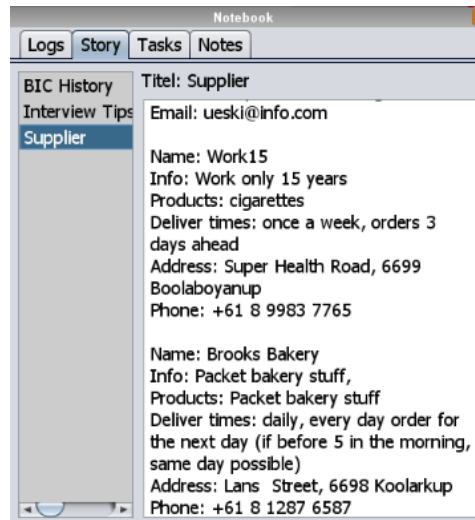 Notebook
Logs Story Tasks Notes
BIC History
Interview Tips
Supplier
Titel: Supplier
Email: ueski@info.com
Name: Work15
Info: Work only 15 years
Products: cigarettes
Deliver times: once a week, orders 3
days ahead
Address: Super Health Road, 6699
Boolaboyanup
Phone: +61 8 9983 7765
Name: Brooks Bakery
Info: Packet bakery stuff,
Products: Packet bakery stuff
Deliver times: daily, every day order for
the next day (if before 5 in the morning,
same day possible)
Address: Lans Street, 6698 Koolarkup
Phone: +61 8 1287 6587